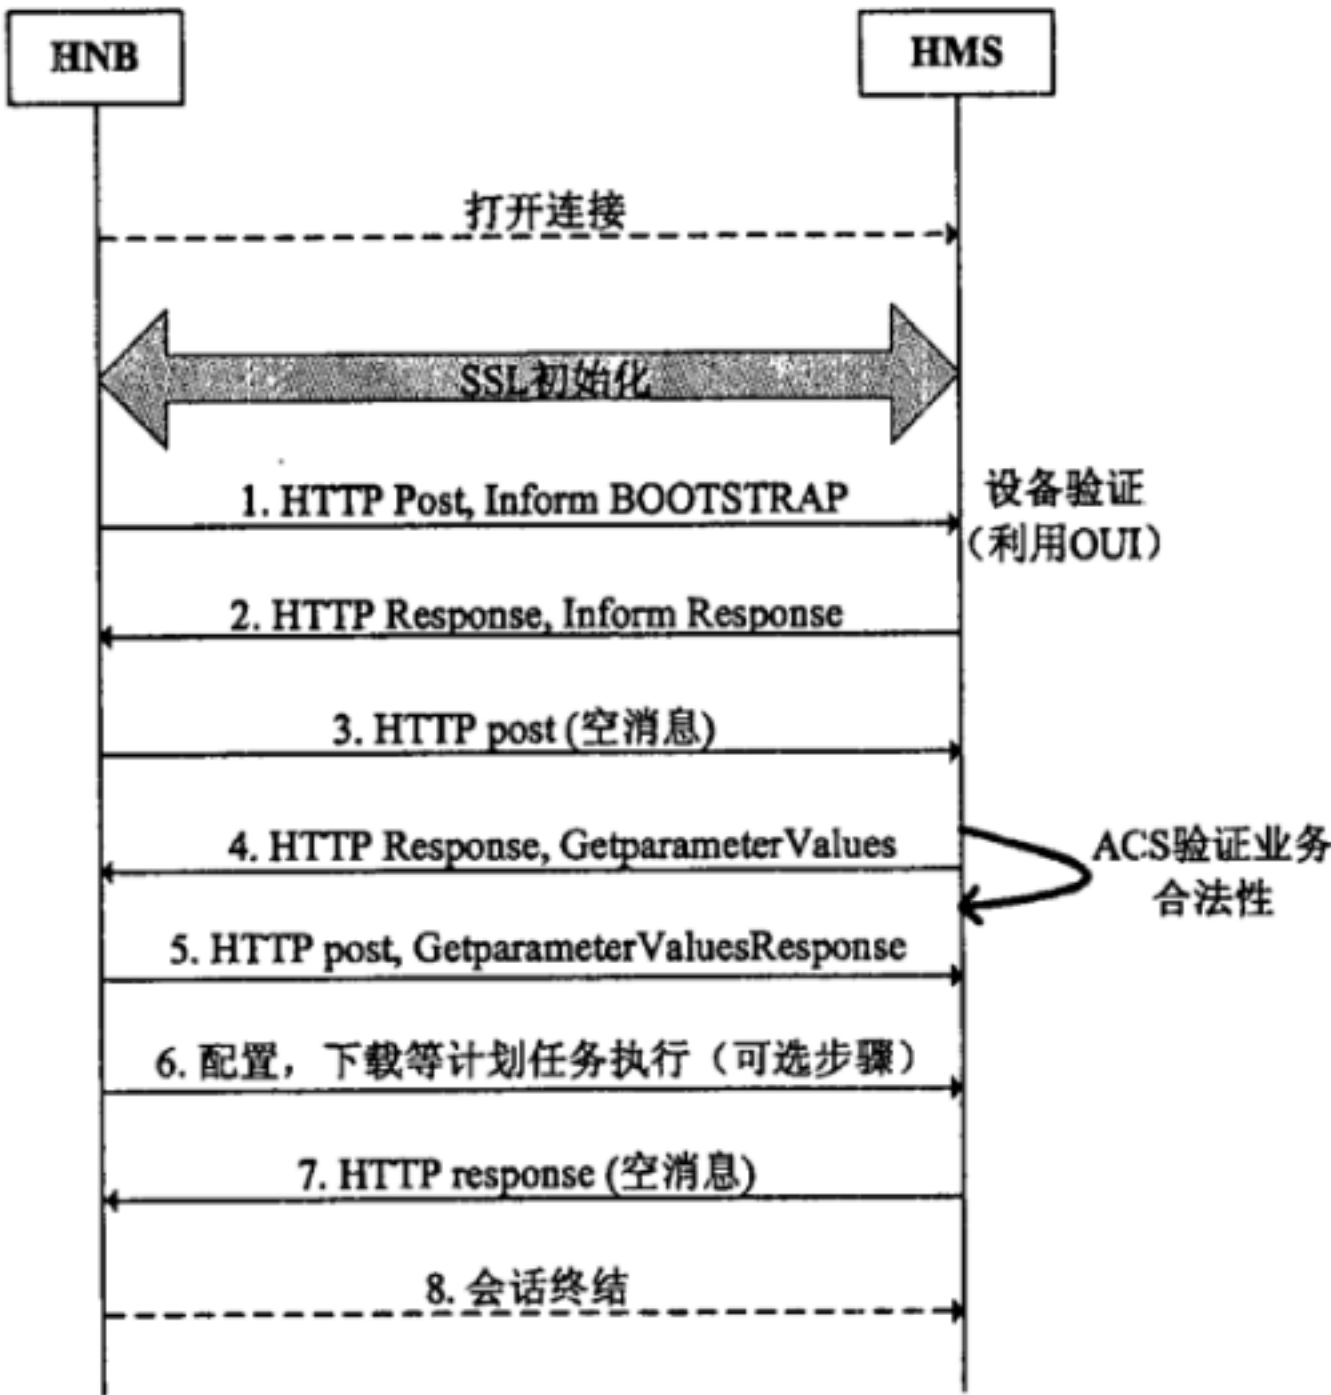 HNB
HMS
打开连接
SSL初始化
1. HTTP Post, Inform BOOTSTRAP
设备验证
（利用OUI）
2. HTTP Response, Inform Response
3. HTTP post (空消息)
4. HTTP Response, GetparameterValues
ACS验证业务
合法性
5. HTTP post, GetparameterValuesResponse
6. 配置，下载等计划任务执行（可选步骤）
7. HTTP response (空消息)
8. 会话终结